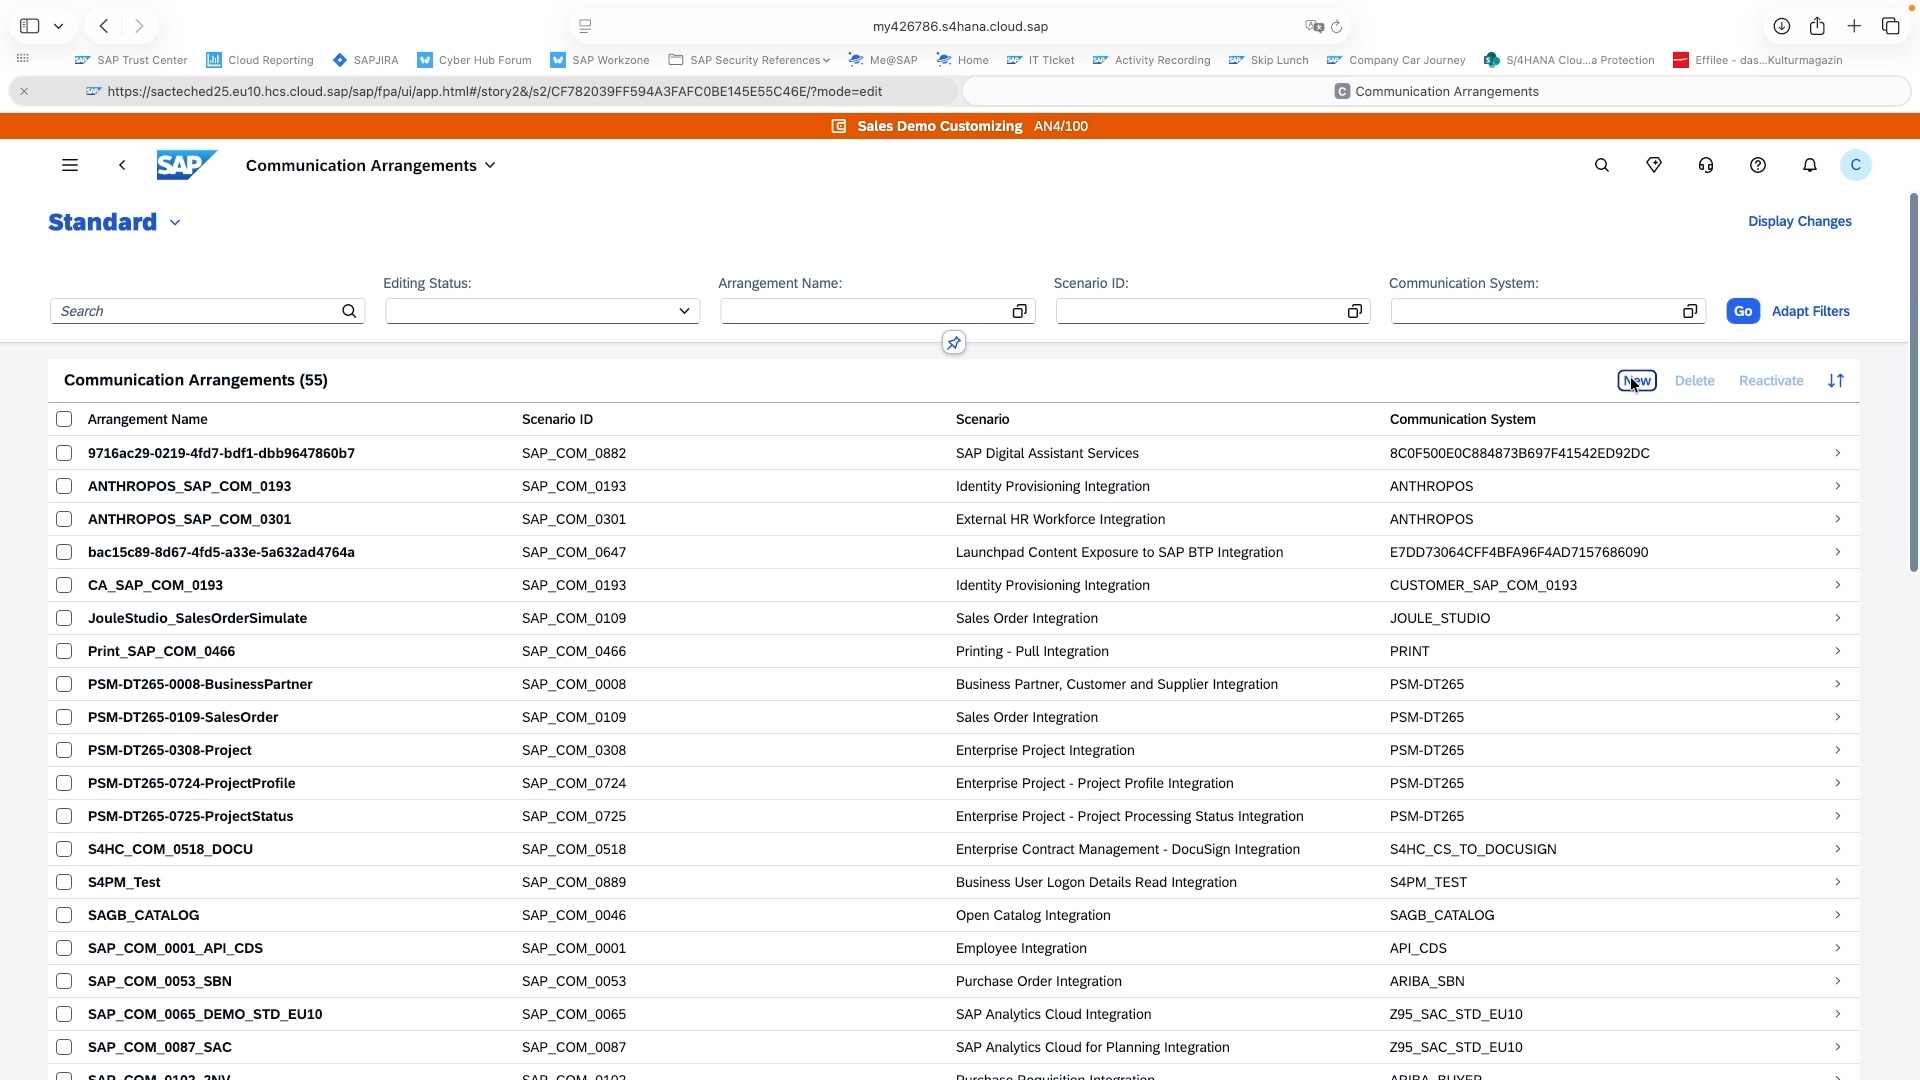 my426786.s4hana.cloud.sap
SAP Trust Center Cloud Reporting SAPJIRA Cyber Hub Forum SAP Workzone SAP Security References Me@SAP Home IT TIcket Activity Recording Skip Lunch Company Car Journey S/4HANA Clou...a Protection Effilee - das...Kulturmagazin
https://sacteched25.eu10.hcs.cloud.sap/sap/fpa/ui/app.html#/story2&/s2/CF782039FF594A3FAFC0BE145E55C46E/?mode=edit C Communication Arrangements
Sales Demo Customizing AN4/100
SAP Communication Arrangements C
Standard Display Changes
Editing Status: Arrangement Name: Scenario ID: Communication System:
Search Go Adapt Filters
Communication Arrangements (55) New Delete Reactivate
Arrangement Name Scenario ID Scenario Communication System
9716ac29-0219-4fd7-bdf1-dbb9647860b7 SAP_COM_0882 SAP Digital Assistant Services 8C0F500E0C884873B697F41542ED92DC
ANTHROPOS_SAP_COM_0193 SAP_COM_0193 Identity Provisioning Integration ANTHROPOS
ANTHROPOS_SAP_COM_0301 SAP_COM_0301 External HR Workforce Integration ANTHROPOS
bac15c89-8d67-4fd5-a33e-5a632ad4764a SAP_COM_0647 Launchpad Content Exposure to SAP BTP Integration E7DD73064CFF4BFA96F4AD7157686090
CA_SAP_COM_0193 SAP_COM_0193 Identity Provisioning Integration CUSTOMER_SAP_COM_0193
JouleStudio_SalesOrderSimulate SAP_COM_0109 Sales Order Integration JOULE_STUDIO
Print_SAP_COM_0466 SAP_COM_0466 Printing - Pull Integration PRINT
PSM-DT265-0008-BusinessPartner SAP_COM_0008 Business Partner, Customer and Supplier Integration PSM-DT265
PSM-DT265-0109-SalesOrder SAP_COM_0109 Sales Order Integration PSM-DT265
PSM-DT265-0308-Project SAP_COM_0308 Enterprise Project Integration PSM-DT265
PSM-DT265-0724-ProjectProfile SAP_COM_0724 Enterprise Project - Project Profile Integration PSM-DT265
PSM-DT265-0725-ProjectStatus SAP_COM_0725 Enterprise Project - Project Processing Status Integration PSM-DT265
S4HC_COM_0518_DOCU SAP_COM_0518 Enterprise Contract Management - DocuSign Integration S4HC_CS_TO_DOCUSIGN
S4PM_Test SAP_COM_0889 Business User Logon Details Read Integration S4PM_TEST
SAGB_CATALOG SAP_COM_0046 Open Catalog Integration SAGB_CATALOG
SAP_COM_0001_API_CDS SAP_COM_0001 Employee Integration API_CDS
SAP_COM_0053_SBN SAP_COM_0053 Purchase Order Integration ARIBA_SBN
SAP_COM_0065_DEMO_STD_EU10 SAP_COM_0065 SAP Analytics Cloud Integration Z95_SAC_STD_EU10
SAP_COM_0087_SAC SAP_COM_0087 SAP Analytics Cloud for Planning Integration Z95_SAC_STD_EU10
SAP_COM_0102_2NV SAP_COM_0102 Purchase Requisition Integration ARIBA_BUYER